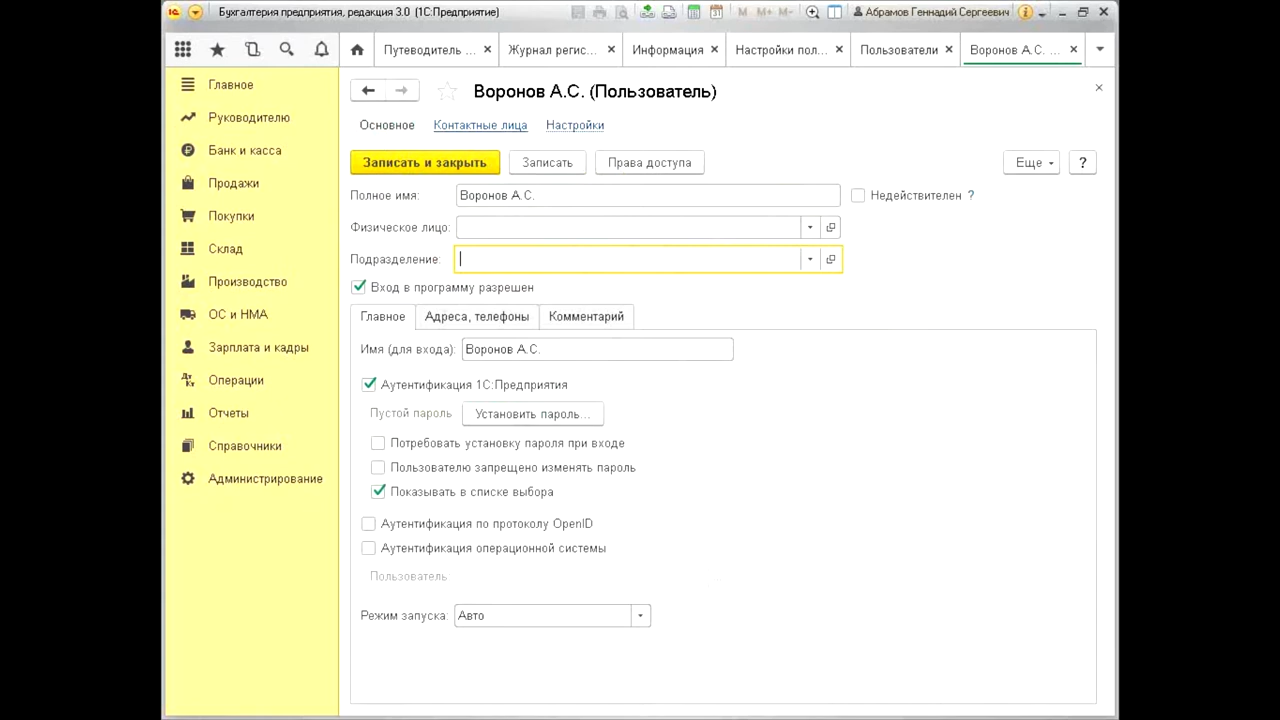 Бухгалтерия предприятия, редакция 3.0 (1С:Предприятие)
M M+ M-
Абрамов Геннадий Сергеевич
Путеводитель ...
Журнал регис...
Информация
Настройки пол...
Пользователи
Воронов А.С. ...
Главное
Руководителю
Банк и касса
Продажи
Покупки
Склад
Производство
ОС и НМА
Зарплата и кадры
Операции
Отчеты
Справочники
Администрирование
Воронов А.С. (Пользователь)
Основное Контактные лица Настройки
Записать и закрыть Записать Права доступа Еще ?
Полное имя: Воронов А.С. Недействителен ?
Физическое лицо:
Подразделение:
Вход в программу разрешен
Главное Адреса, телефоны Комментарий
Имя (для входа): Воронов А.С.
Аутентификация 1С:Предприятия
Пустой пароль Установить пароль...
Потребовать установку пароля при входе
Пользователю запрещено изменять пароль
Показывать в списке выбора
Аутентификация по протоколу OpenID
Аутентификация операционной системы
Пользователь:
Режим запуска: Авто